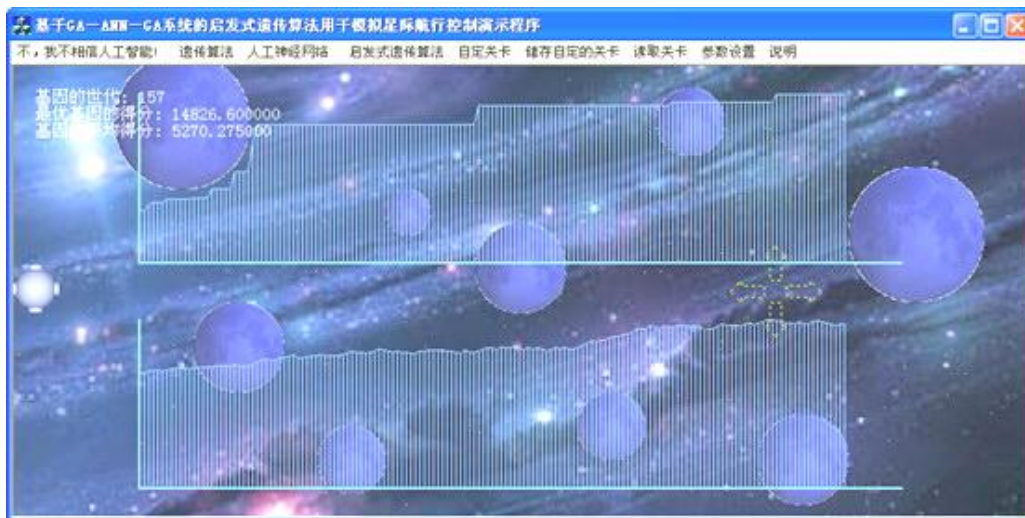 基于GA—ANN—GA系统的启发式遗传算法用于模拟星际航行控制演示程序
不，我不相信人工智能! 遗传算法 人工神经网络 启发式遗传算法 自定关卡 储存自定的关卡 读取关卡 参数设置 说明
基因的世代: 157
最优基因的得分: 14826.600000
基因的平均得分: 5270.275000